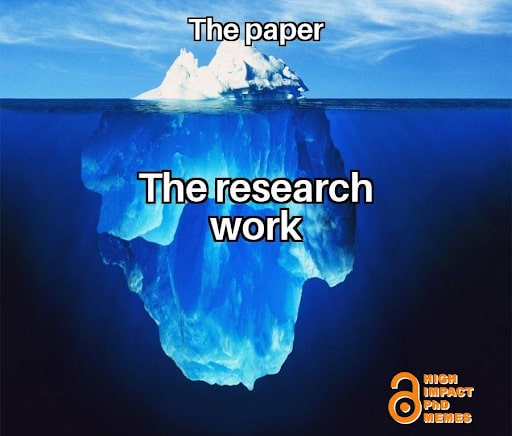 The paper
The research
work
HIGH
IMPACT
PhD
MEMES